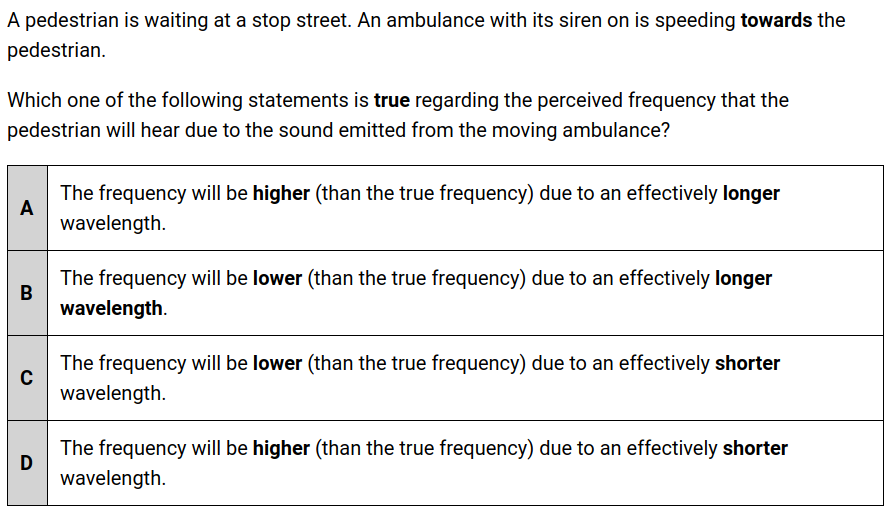 A pedestrian is waiting at a stop street. An ambulance with its siren on is speeding towards the
pedestrian.
Which one of the following statements is true regarding the perceived frequency that the
pedestrian will hear due to the sound emitted from the moving ambulance?
A
The frequency will be higher (than the true frequency) due to an effectively longer
wavelength.
B
The frequency will be lower (than the true frequency) due to an effectively longer
wavelength.
C
The frequency will be lower (than the true frequency) due to an effectively shorter
wavelength.
D
The frequency will be higher (than the true frequency) due to an effectively shorter
wavelength.